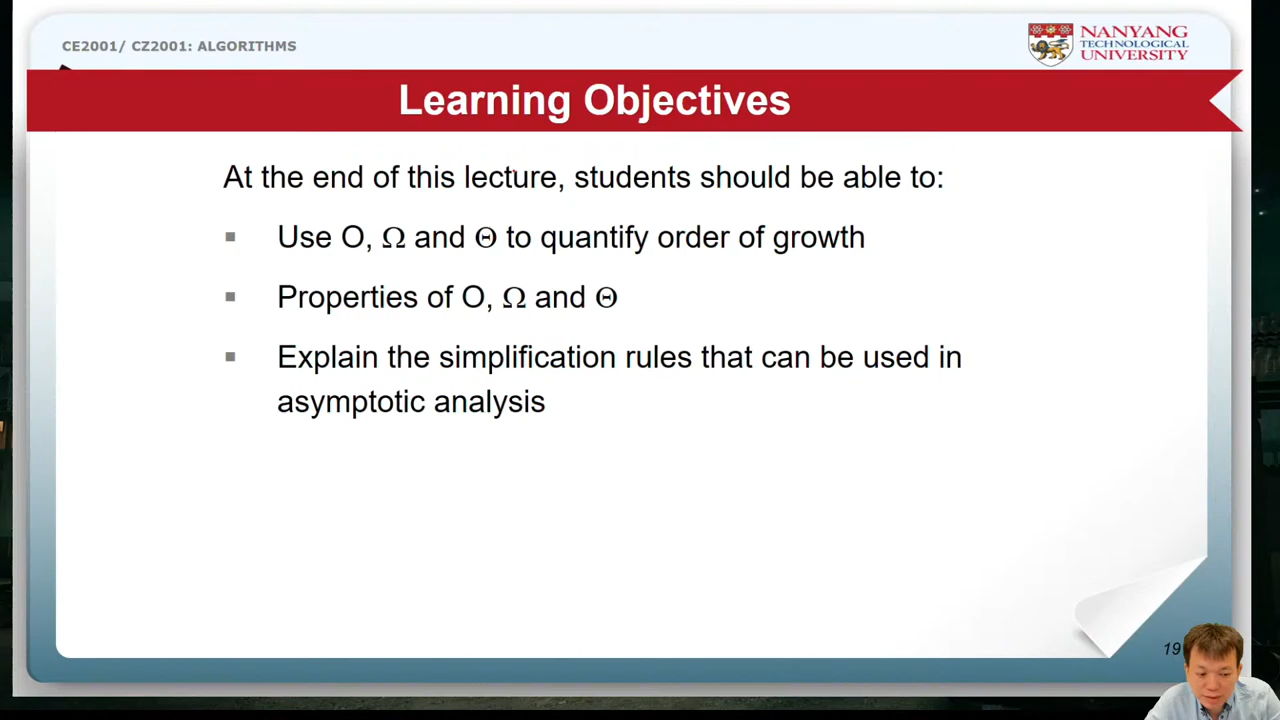 CE2001/ CZ2001: ALGORITHMS
NANYANG
TECHNOLOGICAL
UNIVERSITY
Learning Objectives
At the end of this lecture, students should be able to:
▪ Use O, Ω and Θ to quantify order of growth
▪ Properties of O, Ω and Θ
▪ Explain the simplification rules that can be used in
asymptotic analysis
19